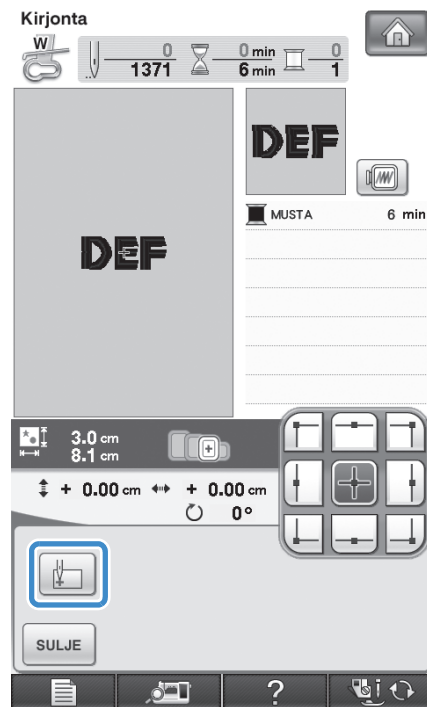 Kirjonta
W
0 0 min 0
1371 6 min 1
DEF
DEF
MUSTA 6 min
3.0 cm
8.1 cm
+ 0.00 cm + 0.00 cm
0°
SULJE
?